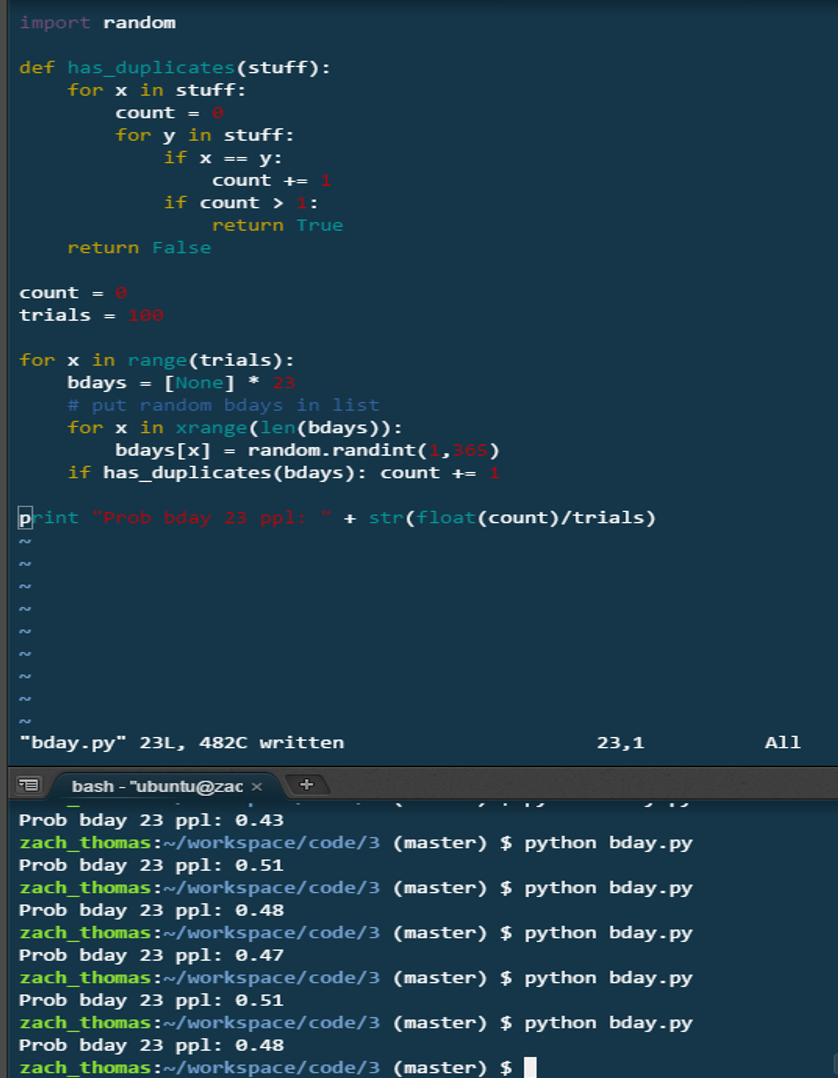 import random
def has_duplicates(stuff):
    for x in stuff:
        count = 0
        for y in stuff:
            if x == y:
                count += 1
            if count > 1:
                return True
    return False
count = 0
trials = 100
for x in range(trials):
    bdays = [None] * 23
    # put random bdays in list
    for x in xrange(len(bdays)):
        bdays[x] = random.randint(1,365)
    if has_duplicates(bdays): count += 1
print "Prob bday 23 ppl: " + str(float(count)/trials)
~
~
~
~
~
~
~
~
~
"bday.py" 23L, 482C written 23,1 All
bash - "ubuntu@zac × +
Prob bday 23 ppl: 0.43
zach_thomas:~/workspace/code/3 (master) $ python bday.py
Prob bday 23 ppl: 0.51
zach_thomas:~/workspace/code/3 (master) $ python bday.py
Prob bday 23 ppl: 0.48
zach_thomas:~/workspace/code/3 (master) $ python bday.py
Prob bday 23 ppl: 0.47
zach_thomas:~/workspace/code/3 (master) $ python bday.py
Prob bday 23 ppl: 0.51
zach_thomas:~/workspace/code/3 (master) $ python bday.py
Prob bday 23 ppl: 0.48
zach_thomas:~/workspace/code/3 (master) $